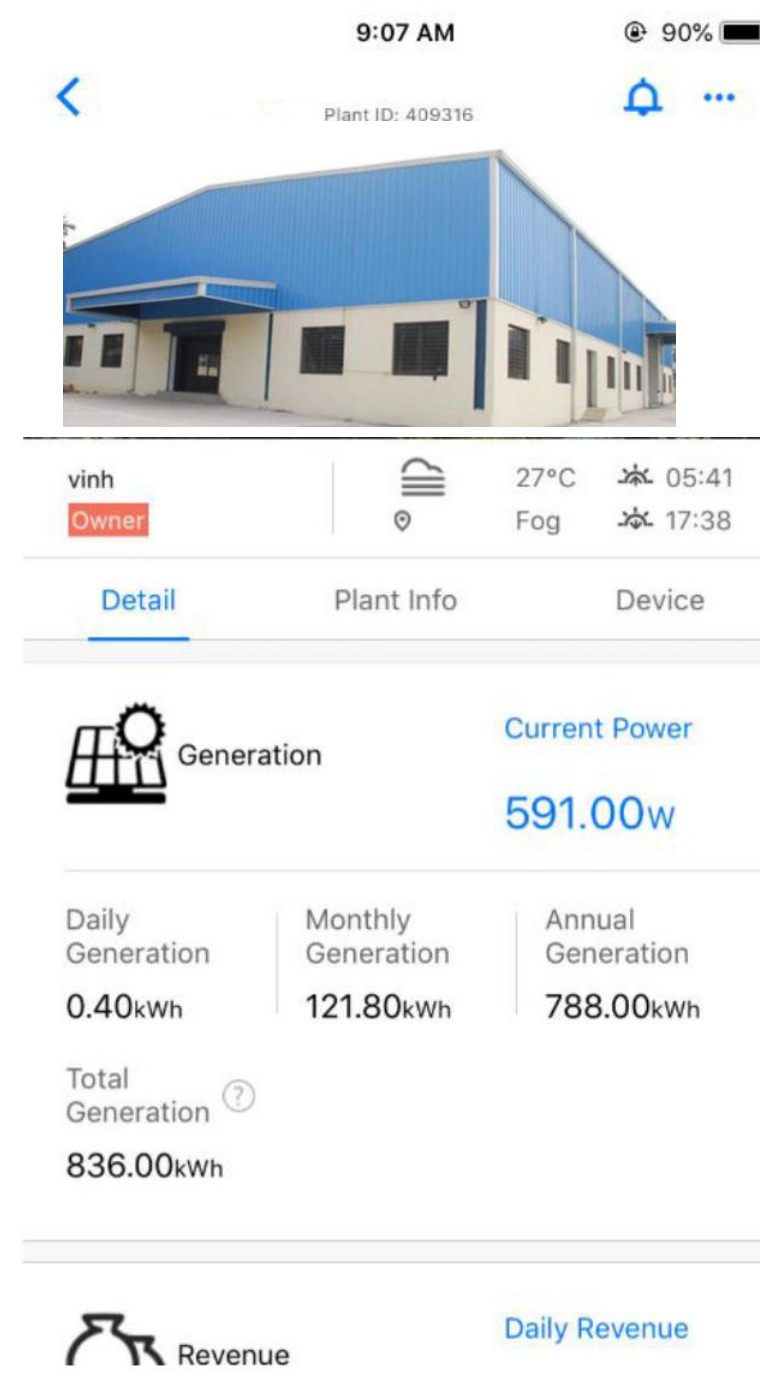 9:07 AM 90%
Plant ID: 409316
vinh 27°C 05:41
Owner Fog 17:38
Detail Plant Info Device
Generation
Current Power
591.00W
Daily Generation
0.40kWh
Monthly Generation
121.80kWh
Annual Generation
788.00kWh
Total Generation ?
836.00kWh
Revenue
Daily Revenue